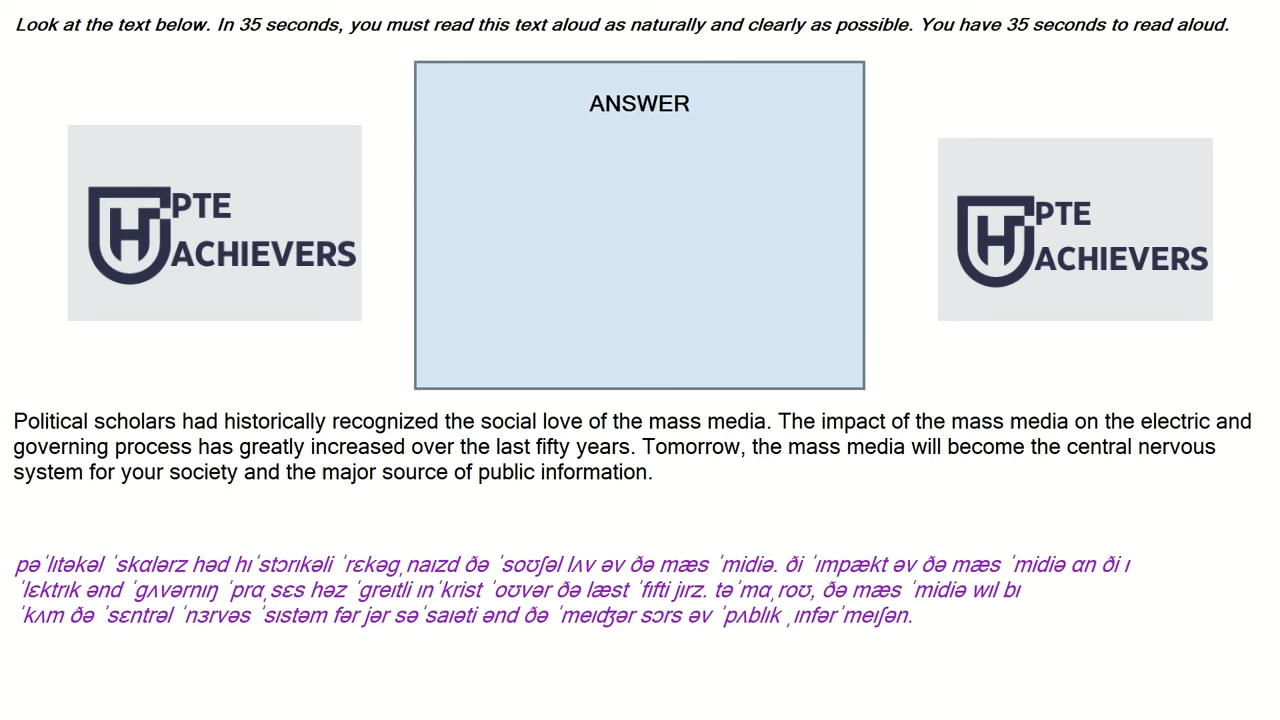 Look at the text below. In 35 seconds, you must read this text aloud as naturally and clearly as possible. You have 35 seconds to read aloud.
ANSWER
PTE
ACHIEVERS
PTE
ACHIEVERS
Political scholars had historically recognized the social love of the mass media. The impact of the mass media on the electric and
governing process has greatly increased over the last fifty years. Tomorrow, the mass media will become the central nervous
system for your society and the major source of public information.
pəˈlɪtəkəl ˈskɑlərz həd hɪˈstɔrɪkəli ˈrɛkəgˌnaɪzd ðə ˈsoʊʃəl lʌv əv ðə mæs ˈmidiə. ði ˈɪmpækt əv ðə mæs ˈmidiə ɑn ði ɪ
ˈlɛktrɪk ənd ˈgʌvərnɪŋ ˈprɑˌsɛs həz ˈgreɪtli ɪnˈkrist ˈoʊvər ðə læst ˈfɪfti jɪrz. təˈmɑˌroʊ, ðə mæs ˈmidiə wɪl bɪ
ˈkʌm ðə ˈsɛntrəl ˈnɜrvəs ˈsɪstəm fər jər səˈsaɪəti ənd ðə ˈmeɪʤər sɔrs əv ˈpʌblɪk ˌɪnfərˈmeɪʃən.